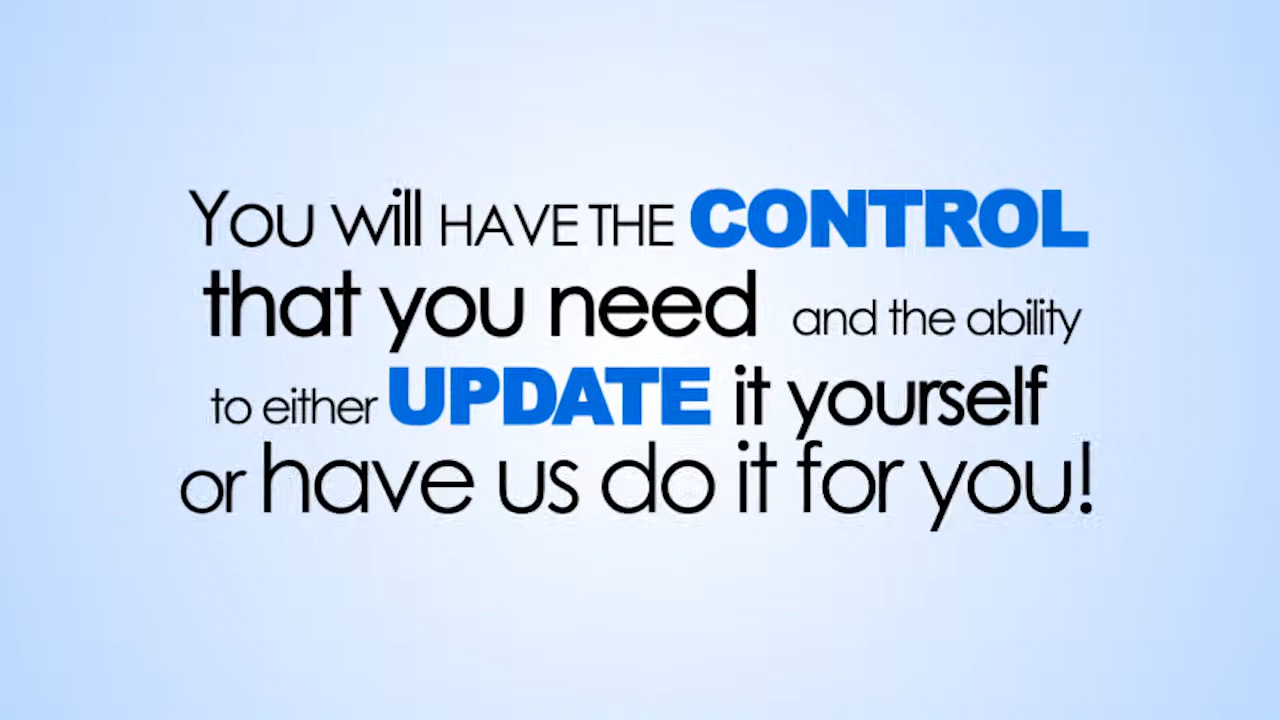 You will HAVE THE CONTROL
that you need and the ability
to either UPDATE it yourself
or have us do it for you!